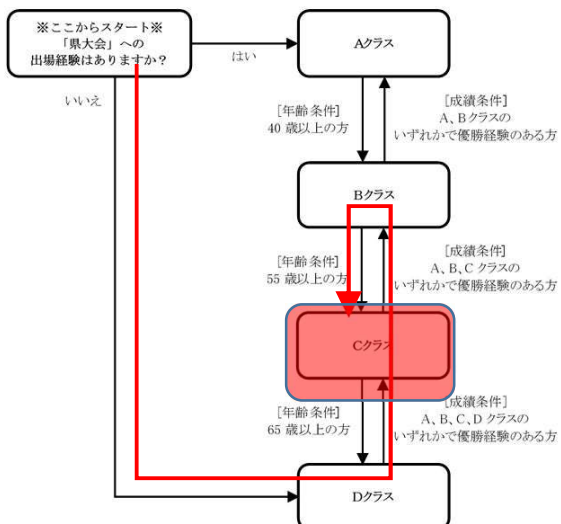 ※ここからスタート※
「県大会」への
出場経験はありますか？
はい
いいえ
Aクラス
[年齢条件]
40 歳以上の方
[成績条件]
A、Bクラスの
いずれかで優勝経験のある方
Bクラス
[年齢条件]
55 歳以上の方
[成績条件]
A、B、C クラスの
いずれかで優勝経験のある方
Cクラス
[年齢条件]
65 歳以上の方
[成績条件]
A、B、C、D クラスの
いずれかで優勝経験のある方
Dクラス